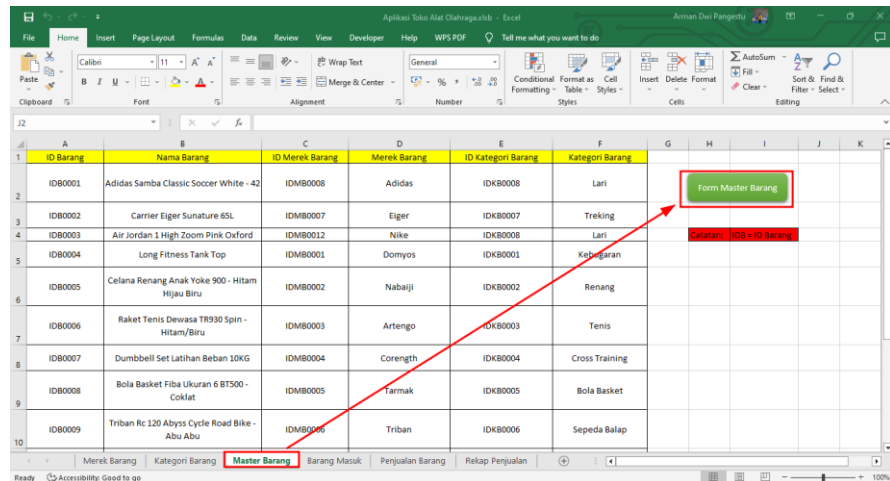 Aplikasi Toko Alat Olahraga.xlsb - Excel
Arman Dwi Pangestu
File Home Insert Page Layout Formulas Data Review View Developer Help WPS PDF Tell me what you want to do
Calibri 11 A A Wrap Text General AutoSum
Paste B I U A Merge & Center % Conditional Formatting Format as Table Cell Styles Insert Delete Format Fill Clear Sort & Filter Find & Select
Clipboard Font Alignment Number Styles Cells Editing
J2 fx
A B C D E F G H I J K
1 ID Barang Nama Barang ID Merek Barang Merek Barang ID Kategori Barang Kategori Barang
2 IDB0001 Adidas Samba Classic Soccer White - 42 IDMB0008 Adidas IDKB0008 Lari Form Master Barang
3 IDB0002 Carrier Eiger Sunature 65L IDMB0007 Eiger IDKB0007 Treking
4 IDB0003 Air Jordan 1 High Zoom Pink Oxford IDMB0012 Nike IDKB0008 Lari Catatan: IDB = ID Barang
5 IDB0004 Long Fitness Tank Top IDMB0001 Domyos IDKB0001 Kebugaran
6 IDB0005 Celana Renang Anak Yoke 900 - Hitam Hijau Biru IDMB0002 Nabaiji IDKB0002 Renang
7 IDB0006 Raket Tenis Dewasa TR930 Spin - Hitam/Biru IDMB0003 Artengo IDKB0003 Tenis
8 IDB0007 Dumbbell Set Latihan Beban 10KG IDMB0004 Corength IDKB0004 Cross Training
9 IDB0008 Bola Basket Fiba Ukuran 6 BT500 - Coklat IDMB0005 Tarmak IDKB0005 Bola Basket
10 IDB0009 Triban Rc 120 Abyss Cycle Road Bike - Abu Abu IDMB0006 Triban IDKB0006 Sepeda Balap
Merek Barang Kategori Barang Master Barang Barang Masuk Penjualan Barang Rekap Penjualan
Ready Accessibility: Good to go 100%